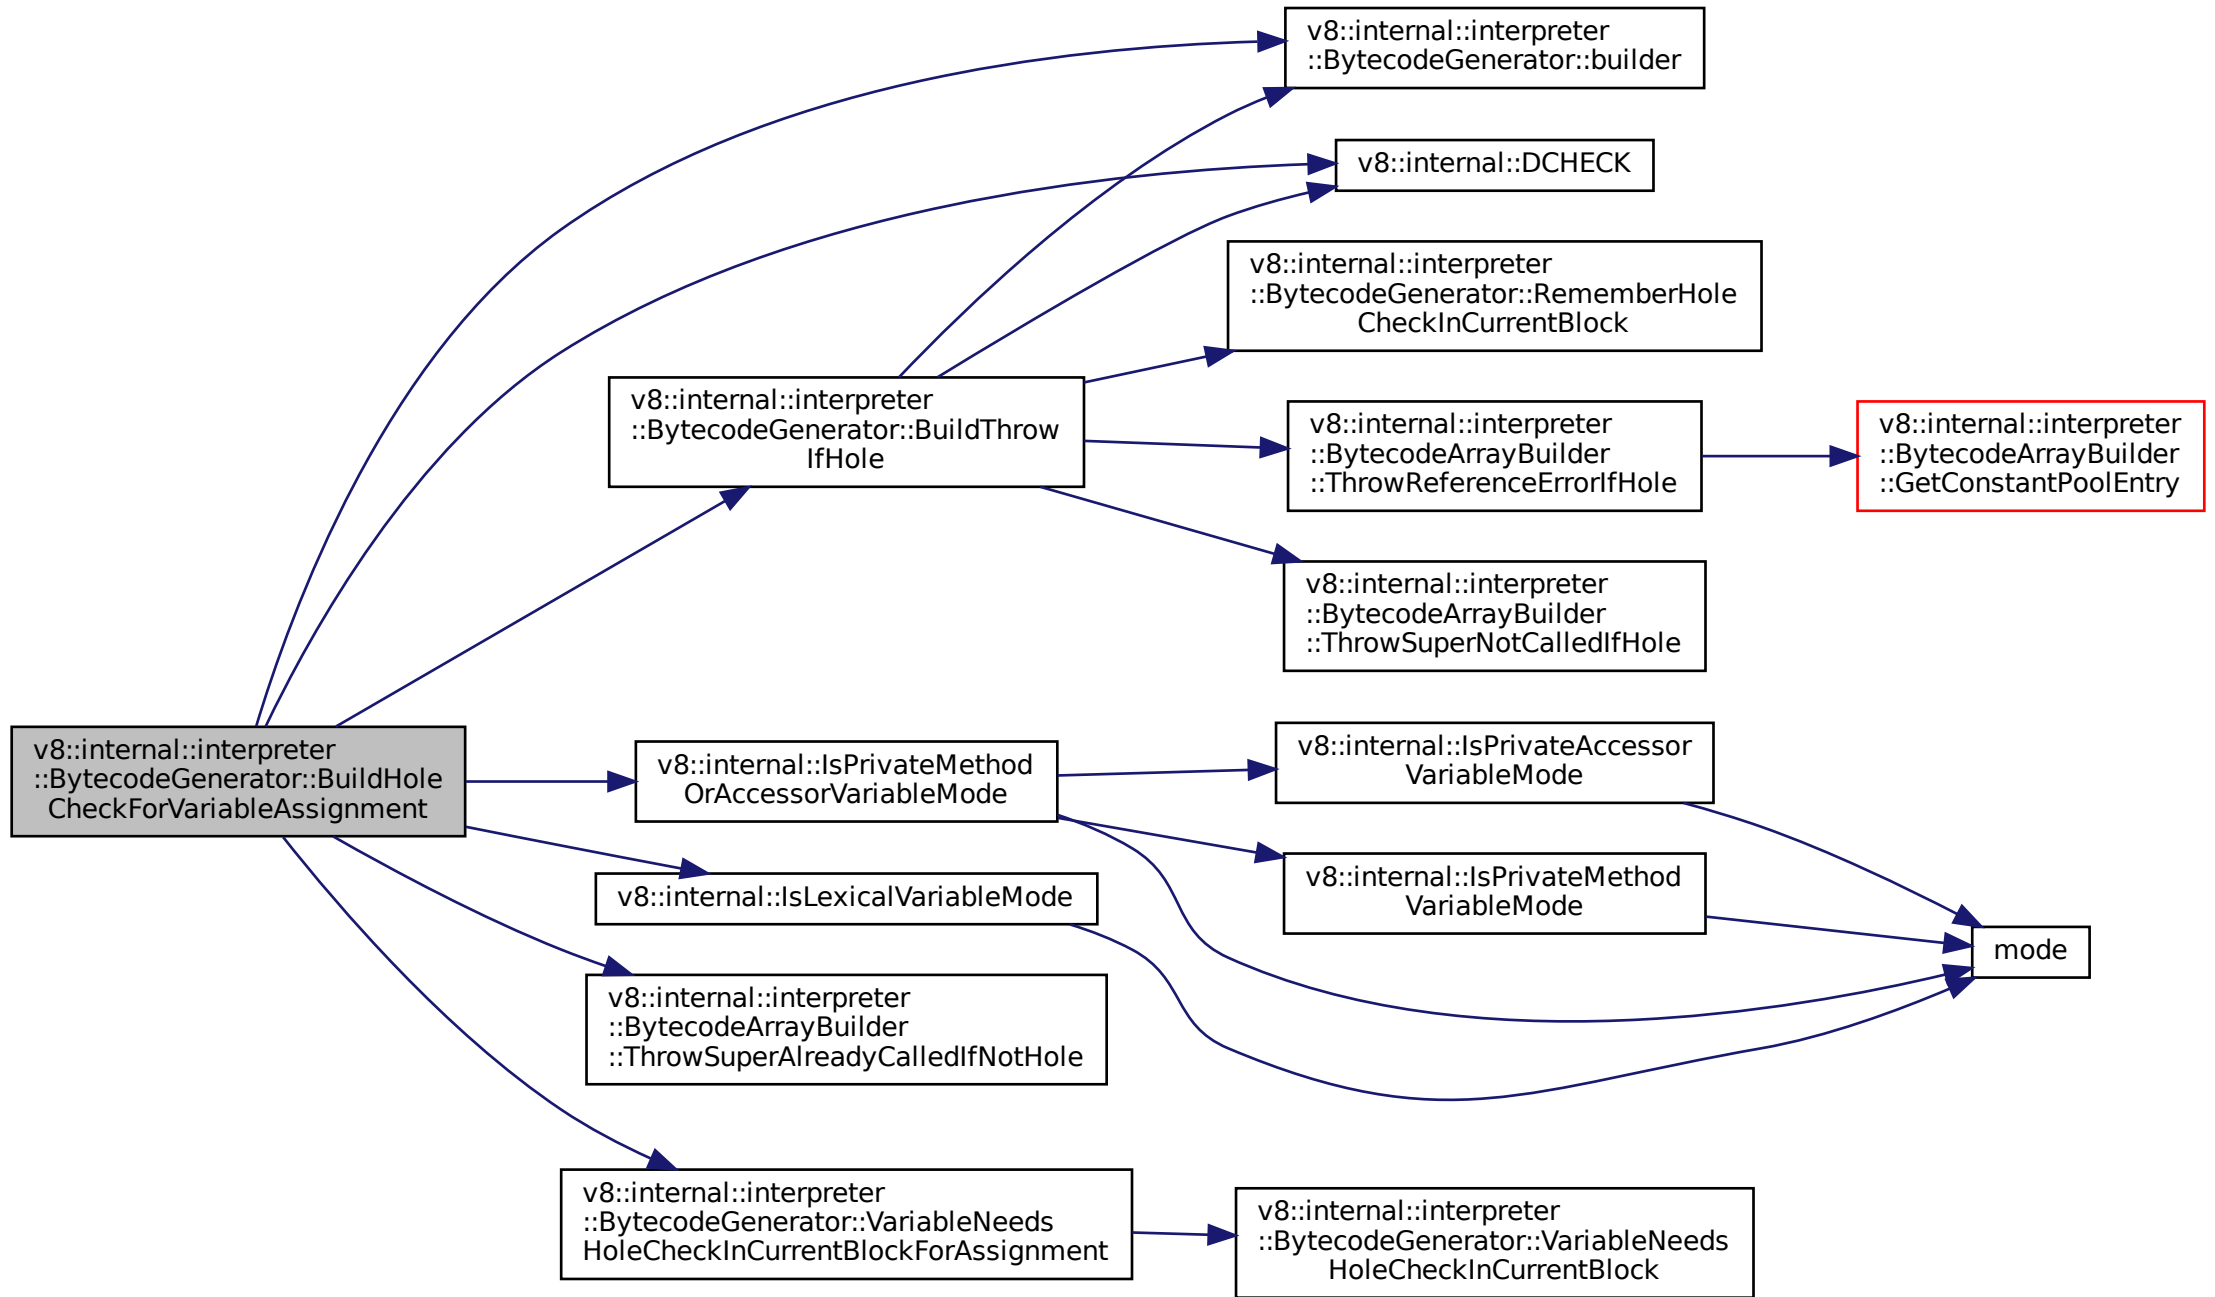 v8::internal::interpreter
::BytecodeGenerator::builder
v8::internal::DCHECK
v8::internal::interpreter
::BytecodeGenerator::RememberHole
CheckInCurrentBlock
v8::internal::interpreter
::BytecodeGenerator::BuildThrow
IfHole
v8::internal::interpreter
::BytecodeArrayBuilder
::ThrowReferenceErrorIfHole
v8::internal::interpreter
::BytecodeArrayBuilder
::GetConstantPoolEntry
v8::internal::interpreter
::BytecodeArrayBuilder
::ThrowSuperNotCalledIfHole
v8::internal::interpreter
::BytecodeGenerator::BuildHole
CheckForVariableAssignment
v8::internal::IsPrivateMethod
OrAccessorVariableMode
v8::internal::IsPrivateAccessor
VariableMode
v8::internal::IsLexicalVariableMode
v8::internal::IsPrivateMethod
VariableMode
mode
v8::internal::interpreter
::BytecodeArrayBuilder
::ThrowSuperAlreadyCalledIfNotHole
v8::internal::interpreter
::BytecodeGenerator::VariableNeeds
HoleCheckInCurrentBlockForAssignment
v8::internal::interpreter
::BytecodeGenerator::VariableNeeds
HoleCheckInCurrentBlock